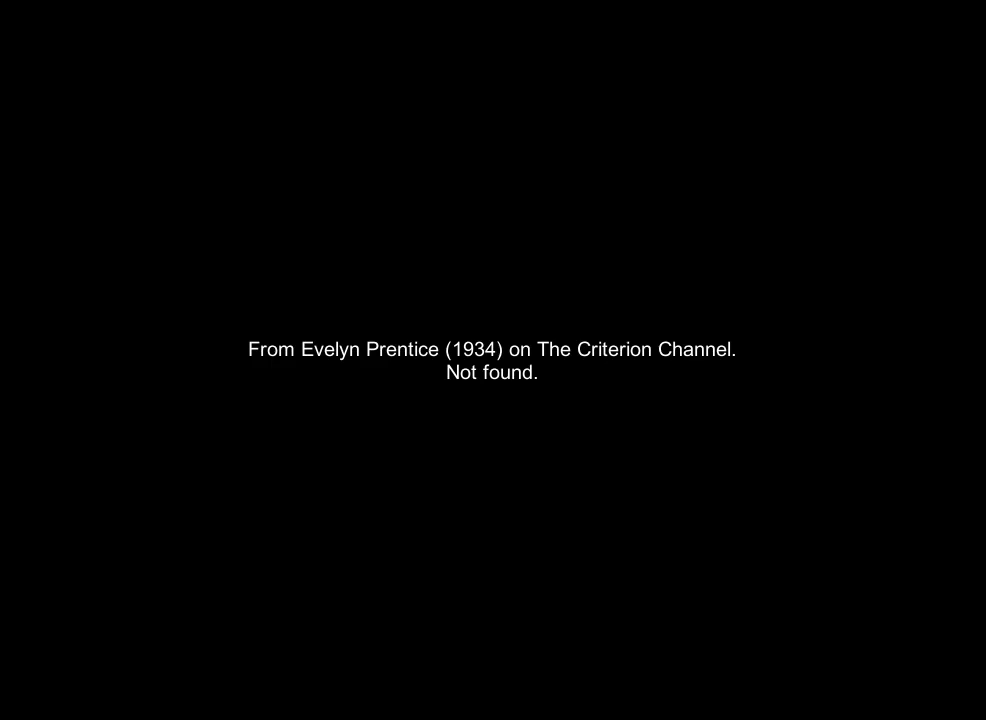 From Evelyn Prentice (1934) on The Criterion Channel.
Not found.